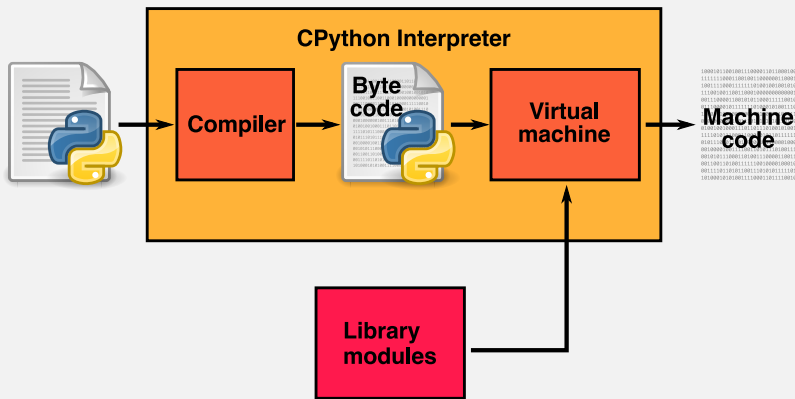 CPython Interpreter
Compiler
Byte
code
Virtual
machine
Machine
code
Library
modules